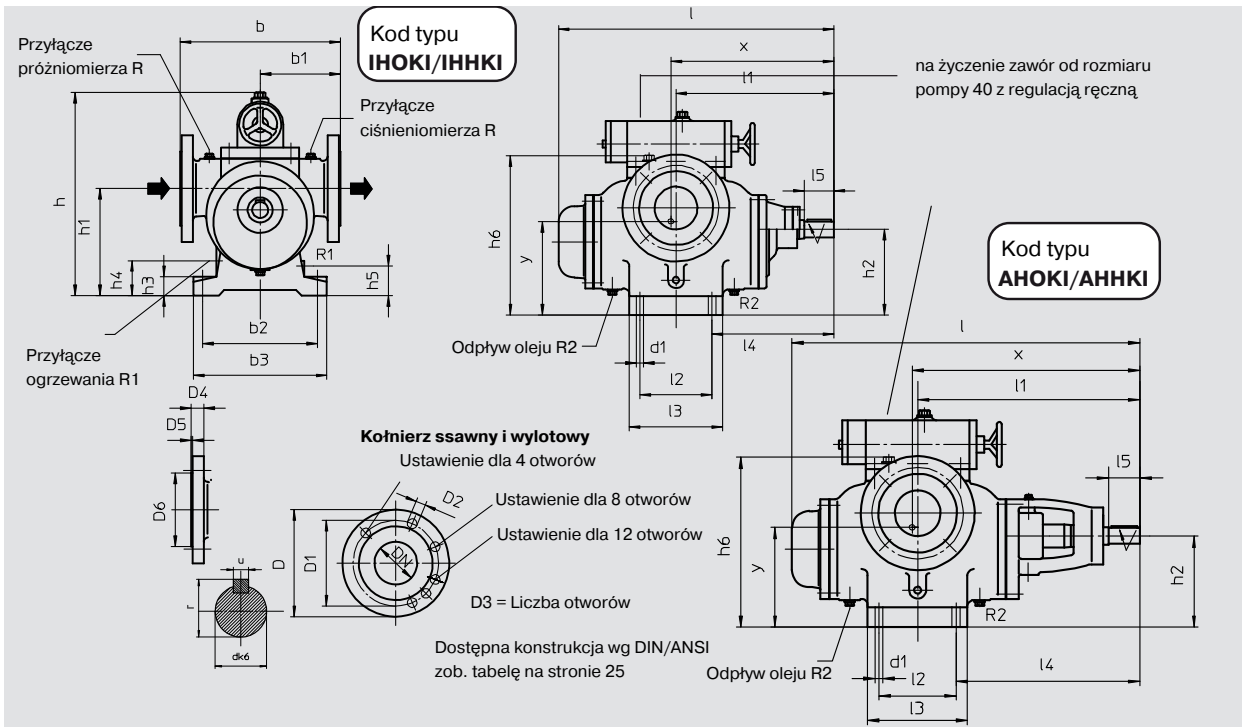 Kod typu
IHOKI/IHHKI
Przyłącze
próżniomierza R
b
b1
Przyłącze
ciśnieniomierza R
h
h1
h4
h3
R1
h5
b2
b3
Przyłącze
ogrzewania R1
l
x
l1
na życzenie zawór od rozmiaru
pompy 40 z regulacją ręczną
l5
h6
y
h2
R2
Odpływ oleju R2
d1
l4
l2
l3
Kod typu
AHOKI/AHHKI
l
x
l1
l5
h6
y
h2
R2
Odpływ oleju R2
d1
l2
l4
l3
D4
D5
D6
u
r
dk6
Kołnierz ssawny i wylotowy
Ustawienie dla 4 otworów
D2
Ustawienie dla 8 otworów
Ustawienie dla 12 otworów
D
D1
DN
D3 = Liczba otworów
Dostępna konstrukcja wg DIN/ANSI
zob. tabelę na stronie 25